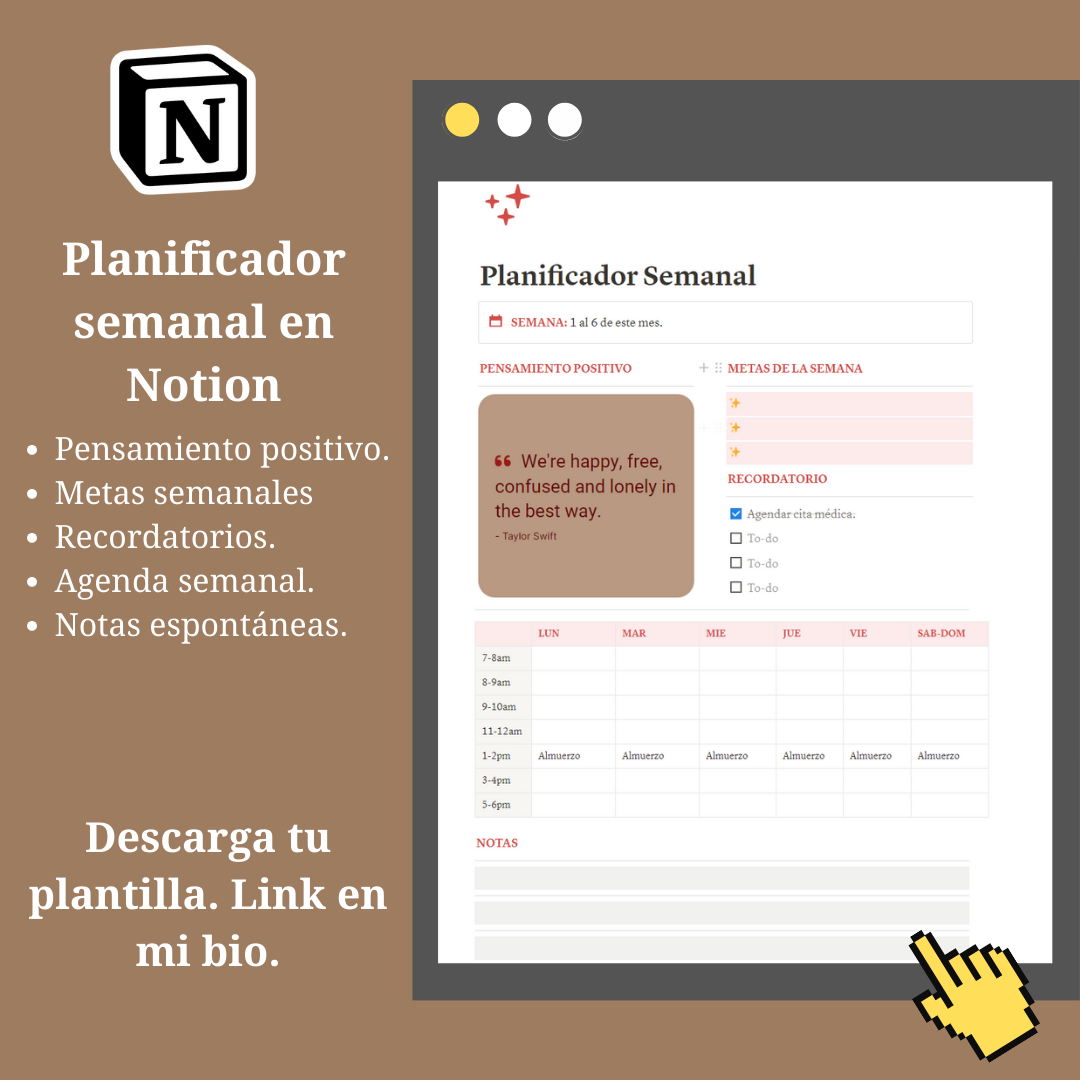 N
Planificador
semanal en
Notion
• Pensamiento positivo.
• Metas semanales
• Recordatorios.
• Agenda semanal.
• Notas espontáneas.
Descarga tu
plantilla. Link en
mi bio.
Planificador Semanal
SEMANA: 1 al 6 de este mes.
PENSAMIENTO POSITIVO
“ We're happy, free,
confused and lonely in
the best way.
- Taylor Swift
METAS DE LA SEMANA
RECORDATORIO
Agendar cita médica.
To-do
To-do
To-do
LUN MAR MIE JUE VIE SAB-DOM
7-8am
8-9am
9-10am
11-12am
1-2pm Almuerzo Almuerzo Almuerzo Almuerzo Almuerzo Almuerzo
3-4pm
5-6pm
NOTAS